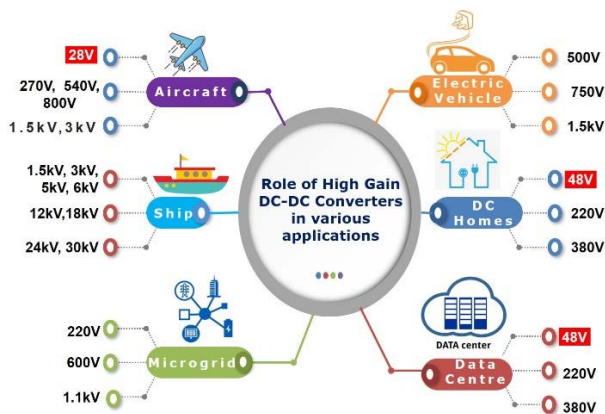 28V
270V, 540V,
800V
1.5kV, 3kV
Aircraft
1.5kV, 3kV,
5kV, 6kV
12kV,18kV
24kV, 30kV
Ship
220V
600V
1.1kV
Microgrid
Role of High Gain
DC-DC Converters
in various
applications
Electric
Vehicle
500V
750V
1.5kV
DC
Homes
48V
220V
380V
DATA center
Data
Centre
48V
220V
380V